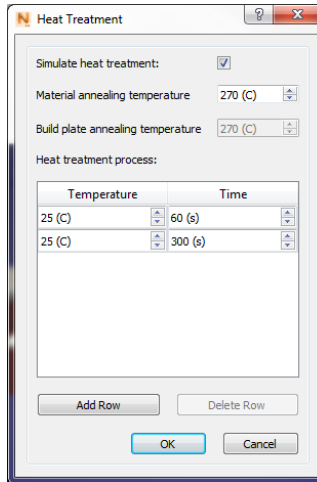 N Heat Treatment ? X
Simulate heat treatment:
Material annealing temperature 270 (C)
Build plate annealing temperature 270 (C)
Heat treatment process:
Temperature Time
25 (C) 60 (s)
25 (C) 300 (s)
Add Row Delete Row
OK Cancel